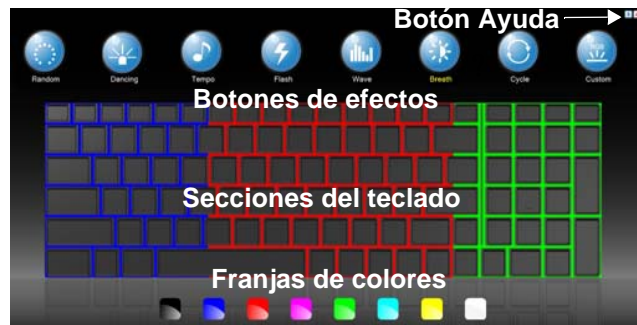 Botón Ayuda
Random Dancing Tempo Flash Wave Breath Cycle Custom
Botones de efectos
Secciones del teclado
Franjas de colores